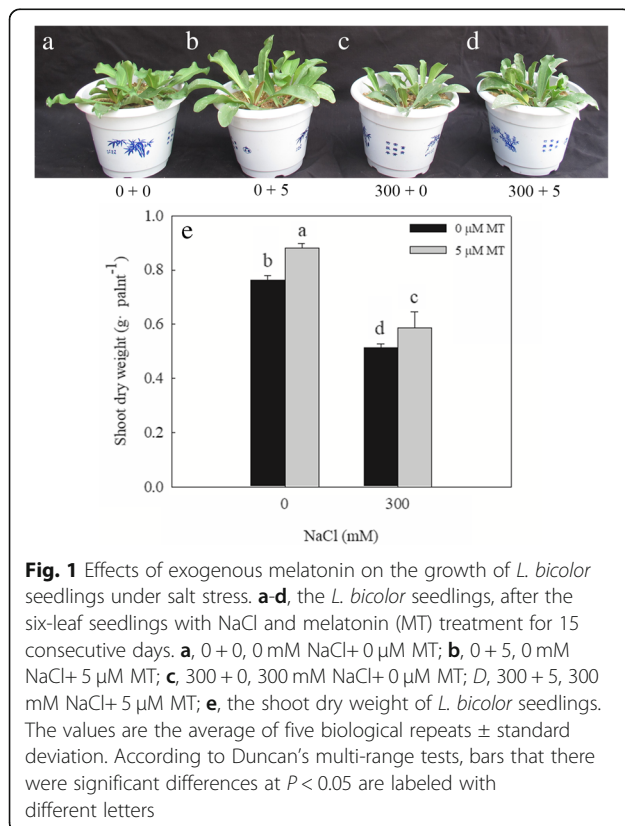 a
b
c
d
0 + 0
0 + 5
300 + 0
300 + 5
e
0 μM MT
5 μM MT
1.0
0.8
0.6
0.4
0.2
0.0
b
a
d
c
Shoot dry weight (g· palnt-1)
0
300
NaCl (mM)
Fig. 1 Effects of exogenous melatonin on the growth of L. bicolor
seedlings under salt stress. a-d, the L. bicolor seedlings, after the
six-leaf seedlings with NaCl and melatonin (MT) treatment for 15
consecutive days. a, 0 + 0, 0 mM NaCl+ 0 μM MT; b, 0 + 5, 0 mM
NaCl+ 5 μM MT; c, 300 + 0, 300 mM NaCl+ 0 μM MT; D, 300 + 5, 300
mM NaCl+ 5 μM MT; e, the shoot dry weight of L. bicolor seedlings.
The values are the average of five biological repeats ± standard
deviation. According to Duncan's multi-range tests, bars that there
were significant differences at P < 0.05 are labeled with
different letters